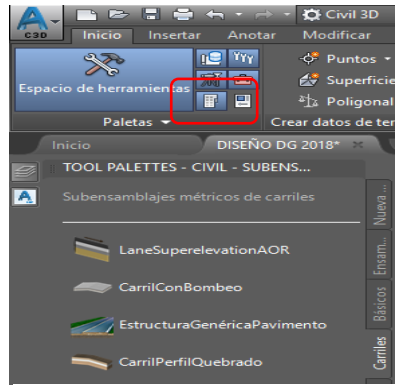 C3D
Civil 3D
Inicio Insertar Anotar Modificar
Espacio de herramientas
Puntos
Superficie
Poligonal
Paletas
Crear datos de ter
Inicio
DISEÑO DG 2018*
TOOL PALETTES - CIVIL - SUBENS...
Subensamblajes métricos de carriles
LaneSuperelevationAOR
CarrilConBombeo
EstructuraGenéricaPavimento
CarrilPerfilQuebrado
Nueva ...
Ensam...
Básicos
Carriles